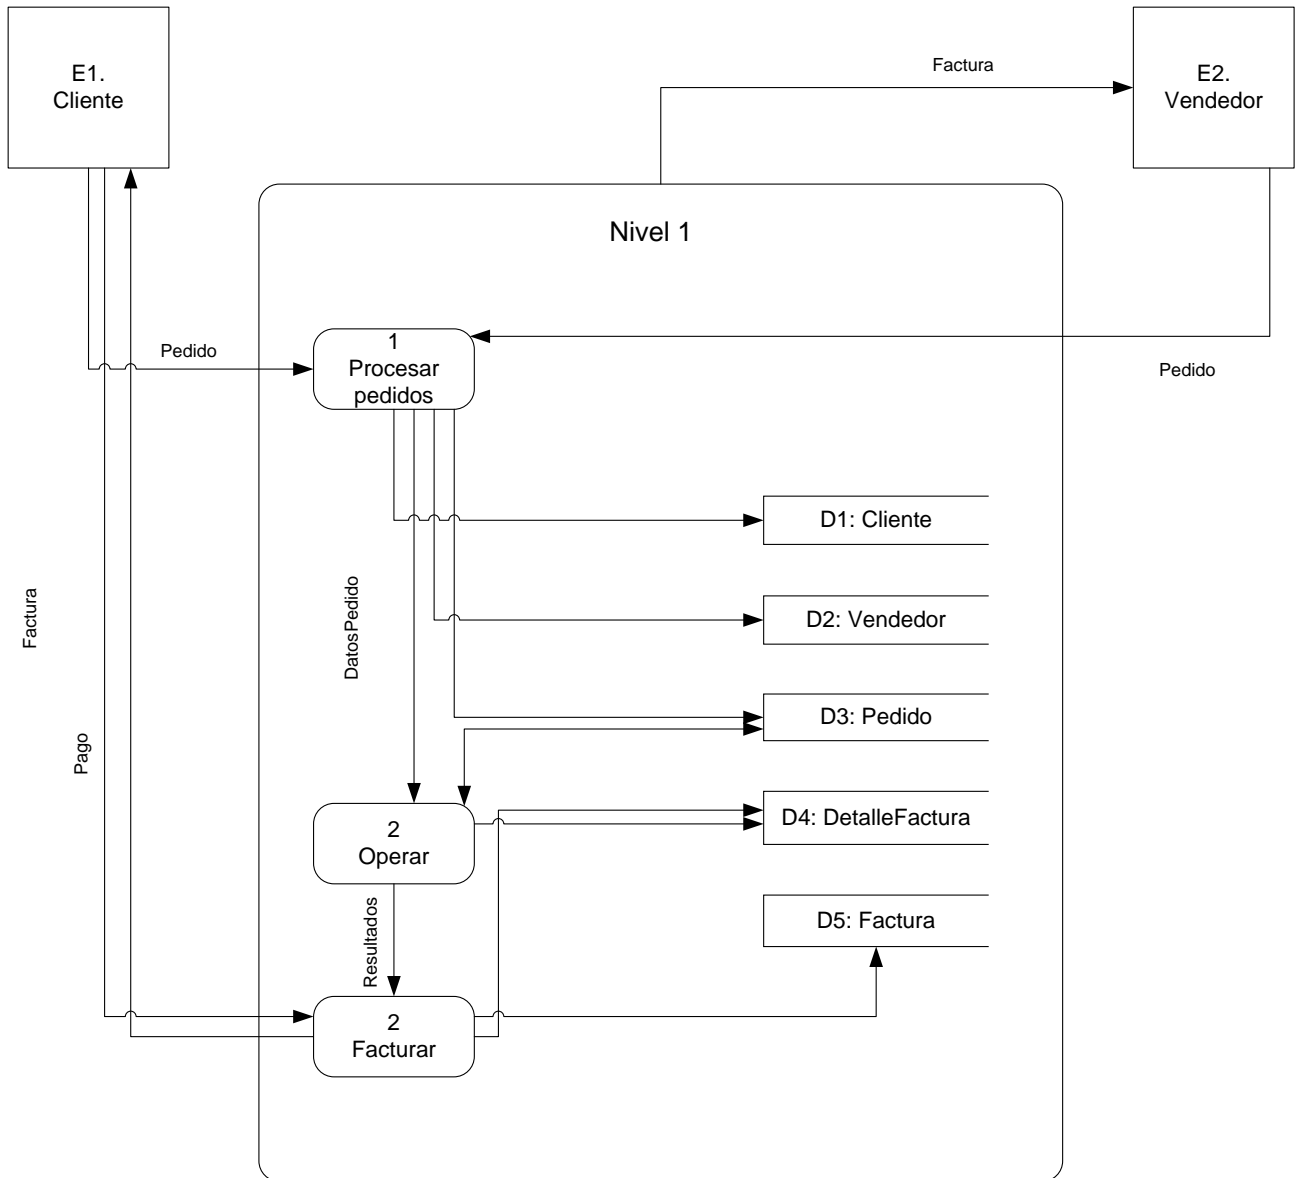 E1.
Cliente
Factura
E2.
Vendedor
Nivel 1
1
Procesar
pedidos
Pedido
Pedido
D1: Cliente
DatosPedido
D2: Vendedor
Factura
D3: Pedido
Pago
D4: DetalleFactura
2
Operar
D5: Factura
Resultados
2
Facturar